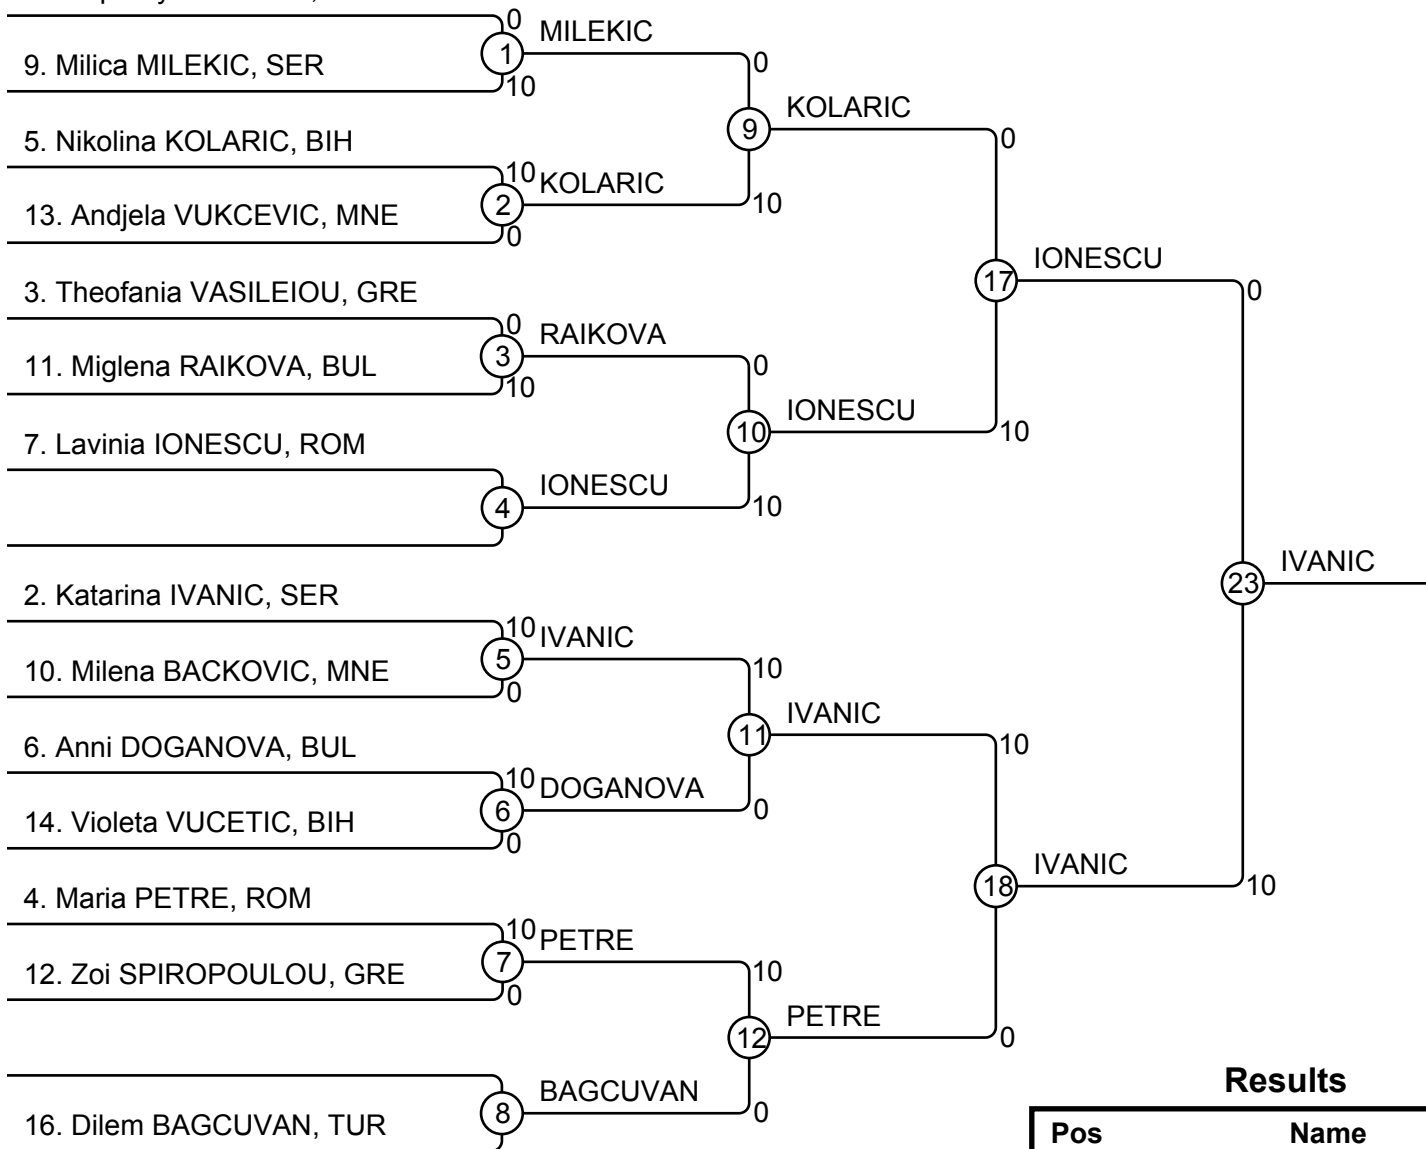 0
MILEKIC
1
9. Milica MILEKIC, SER
10
0
KOLARIC
9
5. Nikolina KOLARIC, BIH
0
10
KOLARIC
2
10
13. Andjela VUKCEVIC, MNE
0
IONESCU
17
3. Theofania VASILEIOU, GRE
0
0
RAIKOVA
3
11. Miglena RAIKOVA, BUL
10
0
IONESCU
10
10
7. Lavinia IONESCU, ROM
IONESCU
4
10
IVANIC
23
2. Katarina IVANIC, SER
10
IVANIC
5
10
10. Milena BACKOVIC, MNE
0
IVANIC
11
10
6. Anni DOGANOVA, BUL
10
DOGANOVA
6
0
14. Violeta VUCETIC, BIH
0
IVANIC
18
10
4. Maria PETRE, ROM
10
PETRE
7
10
12. Zoi SPIROPOULOU, GRE
0
PETRE
12
0
BAGCUVAN
8
0
16. Dilem BAGCUVAN, TUR
Results
Pos Name